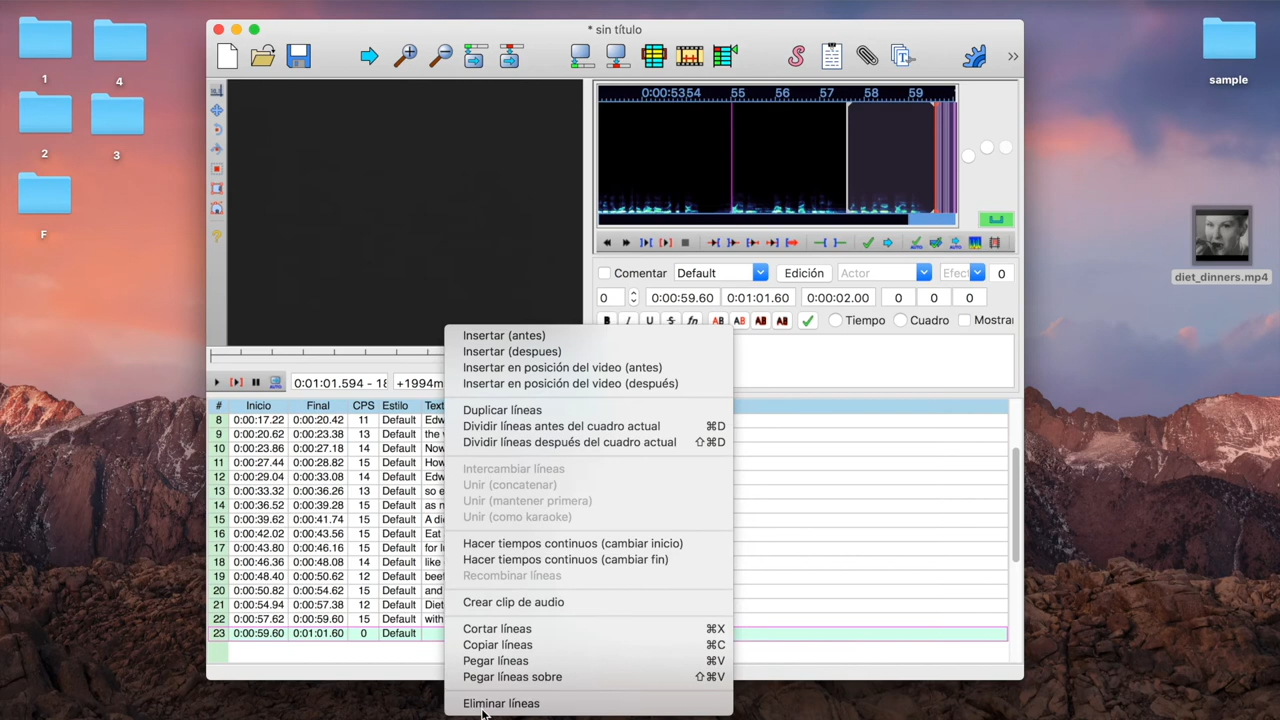 * sin título
1
4
2
3
F
sample
diet_dinners.mp4
0:00:53 54 55 56 57 58 59
Comentar Default Edición Actor Efect 0
0 0:00:59.60 0:01:01.60 0:00:02.00 0 0 0
B I U S fn AB AB AB AB Tiempo Cuadro Mostrar
0:01:01.594 - 18 +1994m
# Inicio Final CPS Estilo Text
8 0:00:17.22 0:00:20.42 11 Default Edw
9 0:00:20.62 0:00:23.38 13 Default the w
10 0:00:23.86 0:00:27.18 14 Default Now
11 0:00:27.44 0:00:28.82 15 Default How
12 0:00:29.04 0:00:33.08 14 Default Edw
13 0:00:33.32 0:00:36.26 13 Default so e
14 0:00:36.52 0:00:39.28 15 Default as n
15 0:00:39.62 0:00:41.74 15 Default A die
16 0:00:42.02 0:00:43.56 15 Default Eat
17 0:00:43.80 0:00:46.16 15 Default for l
18 0:00:46.36 0:00:48.08 14 Default like
19 0:00:48.40 0:00:50.62 12 Default beef
20 0:00:50.82 0:00:54.62 15 Default and
21 0:00:54.94 0:00:57.38 12 Default Diet
22 0:00:57.62 0:00:59.60 15 Default with
23 0:00:59.60 0:01:01.60 0 Default
Insertar (antes)
Insertar (despues)
Insertar en posición del video (antes)
Insertar en posición del video (después)
Duplicar líneas
Dividir líneas antes del cuadro actual ⌘D
Dividir líneas después del cuadro actual ⇧⌘D
Intercambiar líneas
Unir (concatenar)
Unir (mantener primera)
Unir (como karaoke)
Hacer tiempos continuos (cambiar inicio)
Hacer tiempos continuos (cambiar fin)
Recombinar líneas
Crear clip de audio
Cortar líneas ⌘X
Copiar líneas ⌘C
Pegar líneas ⌘V
Pegar líneas sobre ⇧⌘V
Eliminar líneas